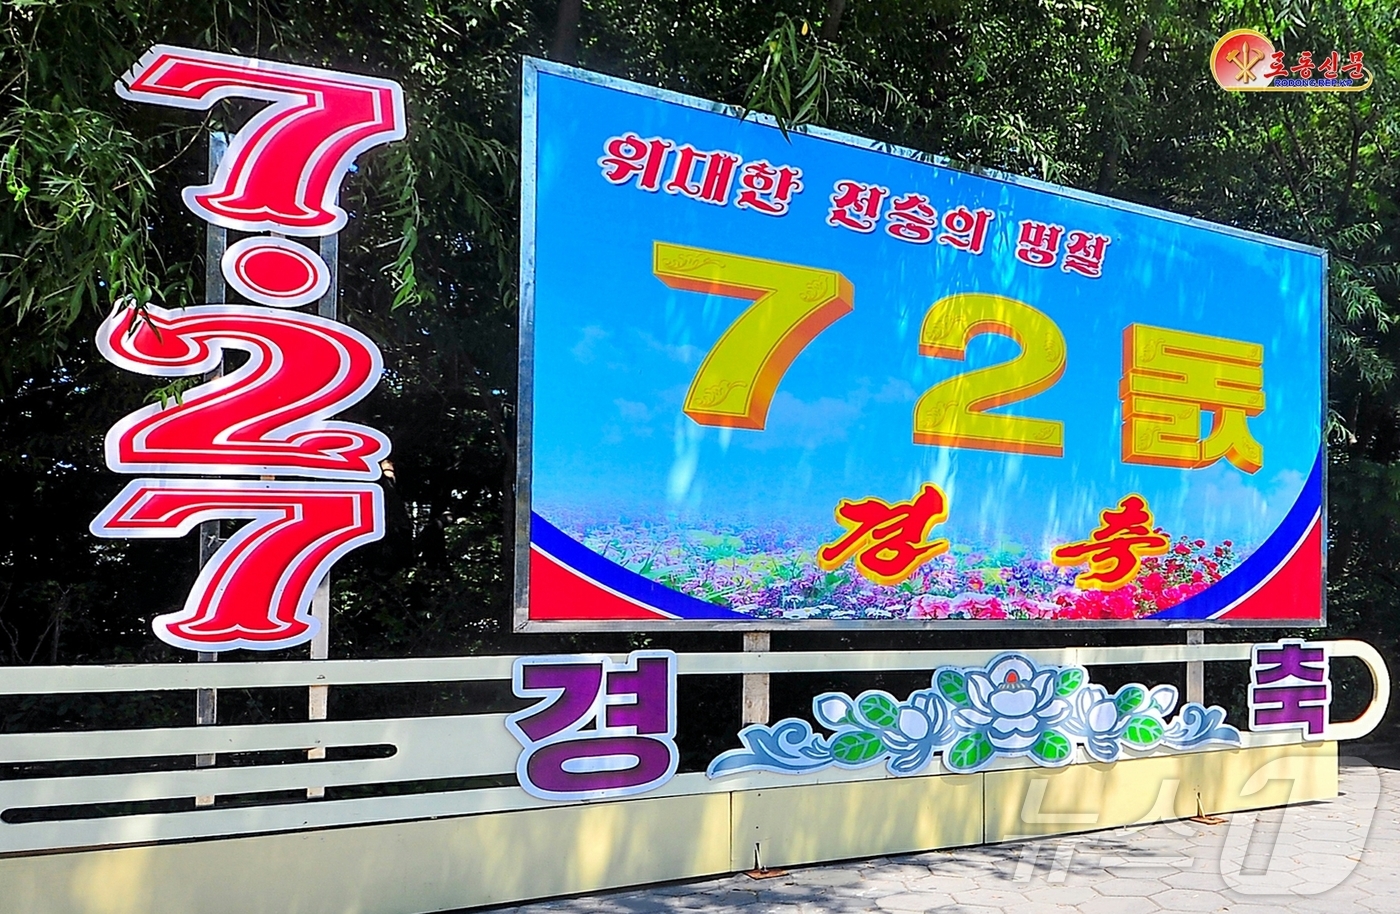 로동신문
RODONG.REP.KP
7.27
위대한 전승의 명절
72돐
경축
경 축
뉴스1